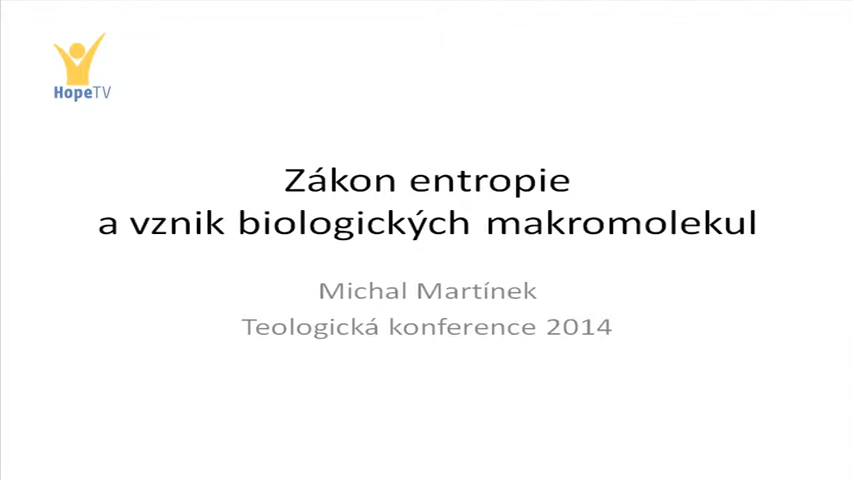 HopeTV
Zákon entropie
a vznik biologických makromolekul
Michal Martínek
Teologická konference 2014